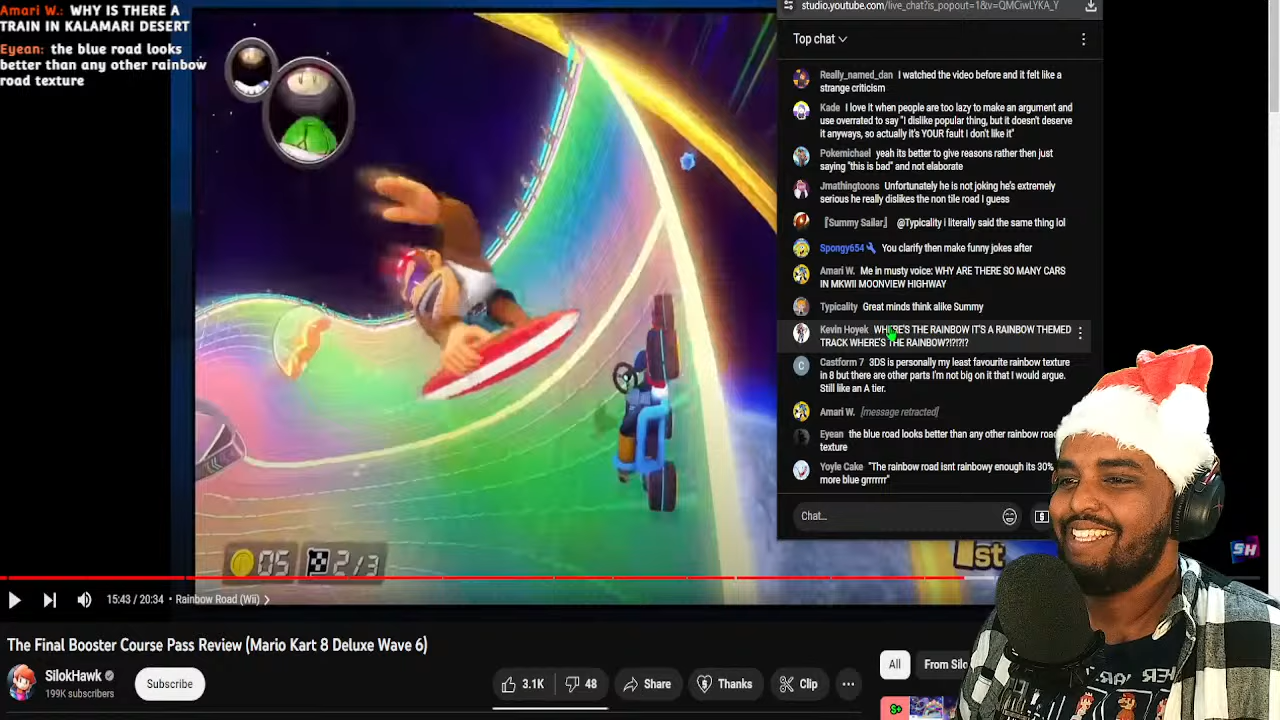 Amari W.: WHY IS THERE A
TRAIN IN KALAMARI DESERT
Eyean: the blue road looks
better than any other rainbow
road texture
studio.youtube.com/live_chat?is_popout=1&v=QMCiwLYKA_Y
Top chat
Really_named_dan I watched the video before and it felt like a
strange criticism
Kade I love it when people are too lazy to make an argument and
use overrated to say "I dislike popular thing, but it doesn't deserve
it anyways, so actually it's YOUR fault I don't like it"
Pokemichael yeah its better to give reasons rather then just
saying "this is bad" and not elaborate
Jmathingtoons Unfortunately he is not joking he's extremely
serious he really dislikes the non tile road I guess
『Summy Sailar』 @Typicality i literally said the same thing lol
Spongy654 You clarify then make funny jokes after
Amari W. Me in musty voice: WHY ARE THERE SO MANY CARS
IN MKWII MOONVIEW HIGHWAY
Typicality Great minds think alike Summy
Kevin Hoyek WHERE'S THE RAINBOW IT'S A RAINBOW THEMED
TRACK WHERE'S THE RAINBOW?!?!?!?
C
Castform 7 3DS is personally my least favourite rainbow texture
in 8 but there are other parts I'm not big on it that I would argue.
Still like an A tier.
Amari W. [message retracted]
Eyean the blue road looks better than any other rainbow road
texture
Yoyle Cake "The rainbow road isnt rainbowy enough its 30%
more blue grrrrrrr"
Chat...
05 2/3
1st
SH
15:43 / 20:34 • Rainbow Road (Wii)
The Final Booster Course Pass Review (Mario Kart 8 Deluxe Wave 6)
SilokHawk
199K subscribers
Subscribe
3.1K
48
Share
Thanks
Clip
All
From Silo